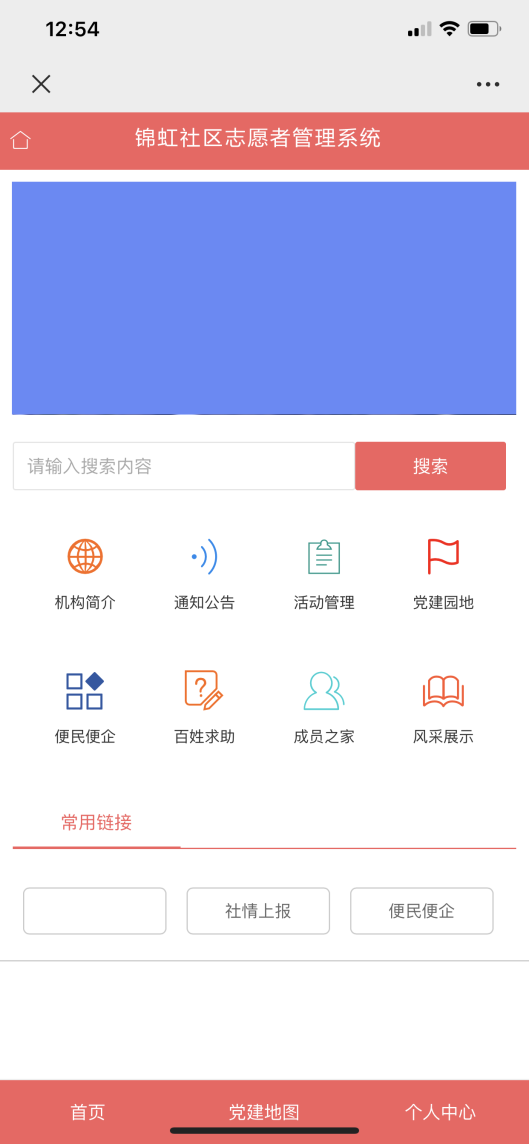 12:54
锦虹社区志愿者管理系统
请输入搜索内容 搜索
机构简介 通知公告 活动管理 党建园地
便民便企 百姓求助 成员之家 风采展示
常用链接
社情上报 便民便企
首页 党建地图 个人中心